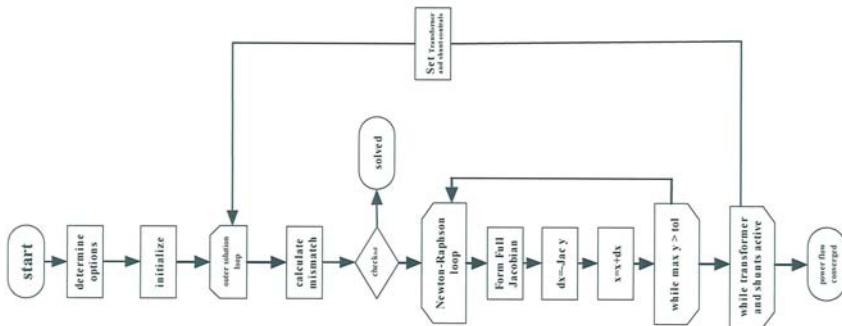 start
determine
options
initialize
outer solution
loop
calculate
mismatch
solved
Newton-Raphson
loop
Form Full
Jacobian
dx=-Jac y
x=x+dx
while max y > tol
while transformer
and shunts active
Set Transformer
and shunt controls
power flow
converged